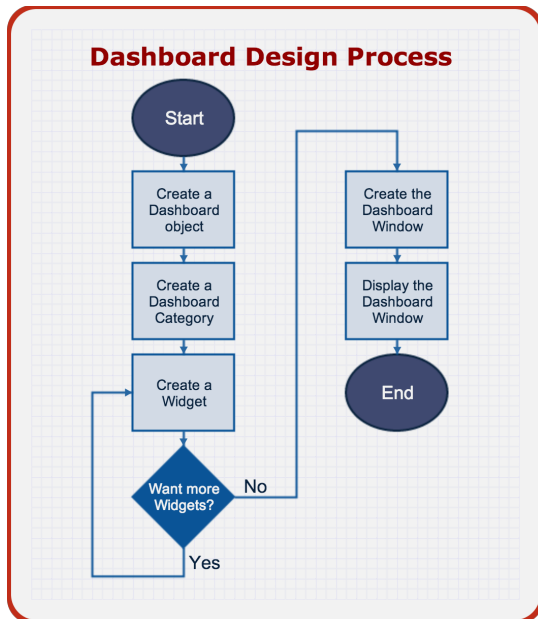 Dashboard Design Process
Start
Create a
Dashboard
object
Create a
Dashboard
Category
Create a
Widget
Want more
Widgets?
Yes
No
Create the
Dashboard
Window
Display the
Dashboard
Window
End